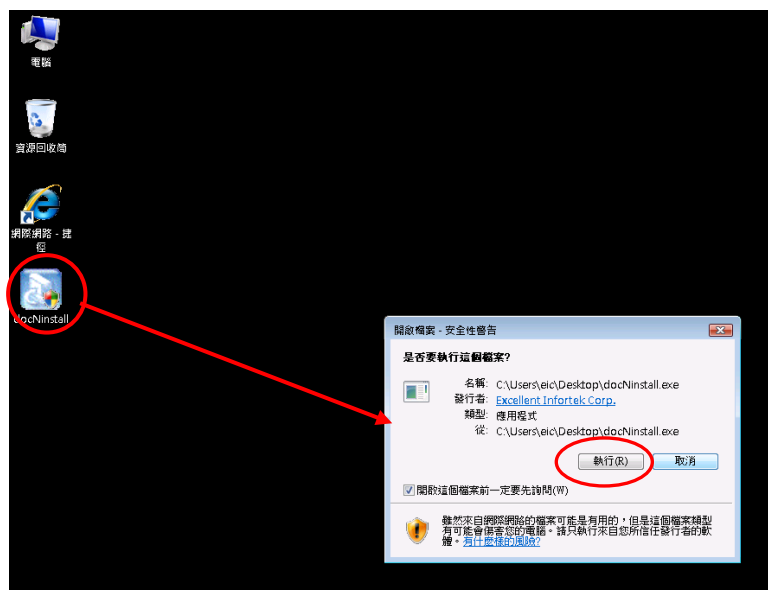 電腦
資源回收筒
網際網路 - 捷
徑
docNinstall
開啟檔案 - 安全性警告
是否要執行這個檔案?
名稱: C:\Users\eic\Desktop\docNinstall.exe
發行者: Excellent Infortek Corp.
類型: 應用程式
從: C:\Users\eic\Desktop\docNinstall.exe
執行(R) 取消
開啟這個檔案前一定要先詢問(W)
雖然來自網際網路的檔案可能是有用的，但是這個檔案類型
有可能會傷害您的電腦。請只執行來自您所信任發行者的軟
體。有什麼樣的風險?